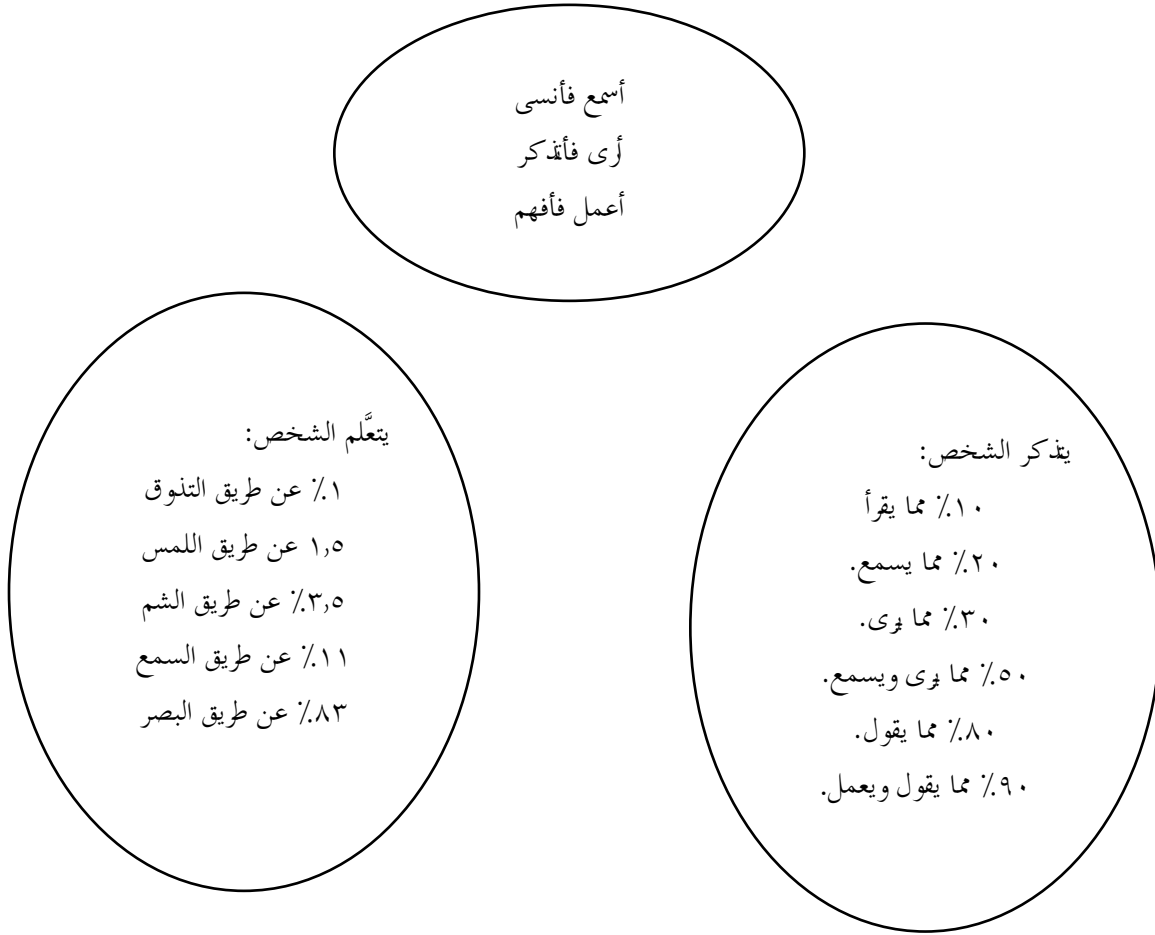 أسمع فأنسى
أرى فأتذكر
أعمل فأفهم
يتذكر الشخص:
١٠٪ مما يقرأ
٢٠٪ مما يسمع.
٣٠٪ مما يرى.
٥٠٪ مما يرى ويسمع.
٨٠٪ مما يقول.
٩٠٪ مما يقول ويعمل.
يتعَّلم الشخص:
١٪ عن طريق التذوق
١,٥ عن طريق اللمس
٣,٥٪ عن طريق الشم
١١٪ عن طريق السمع
٨٣٪ عن طريق البصر